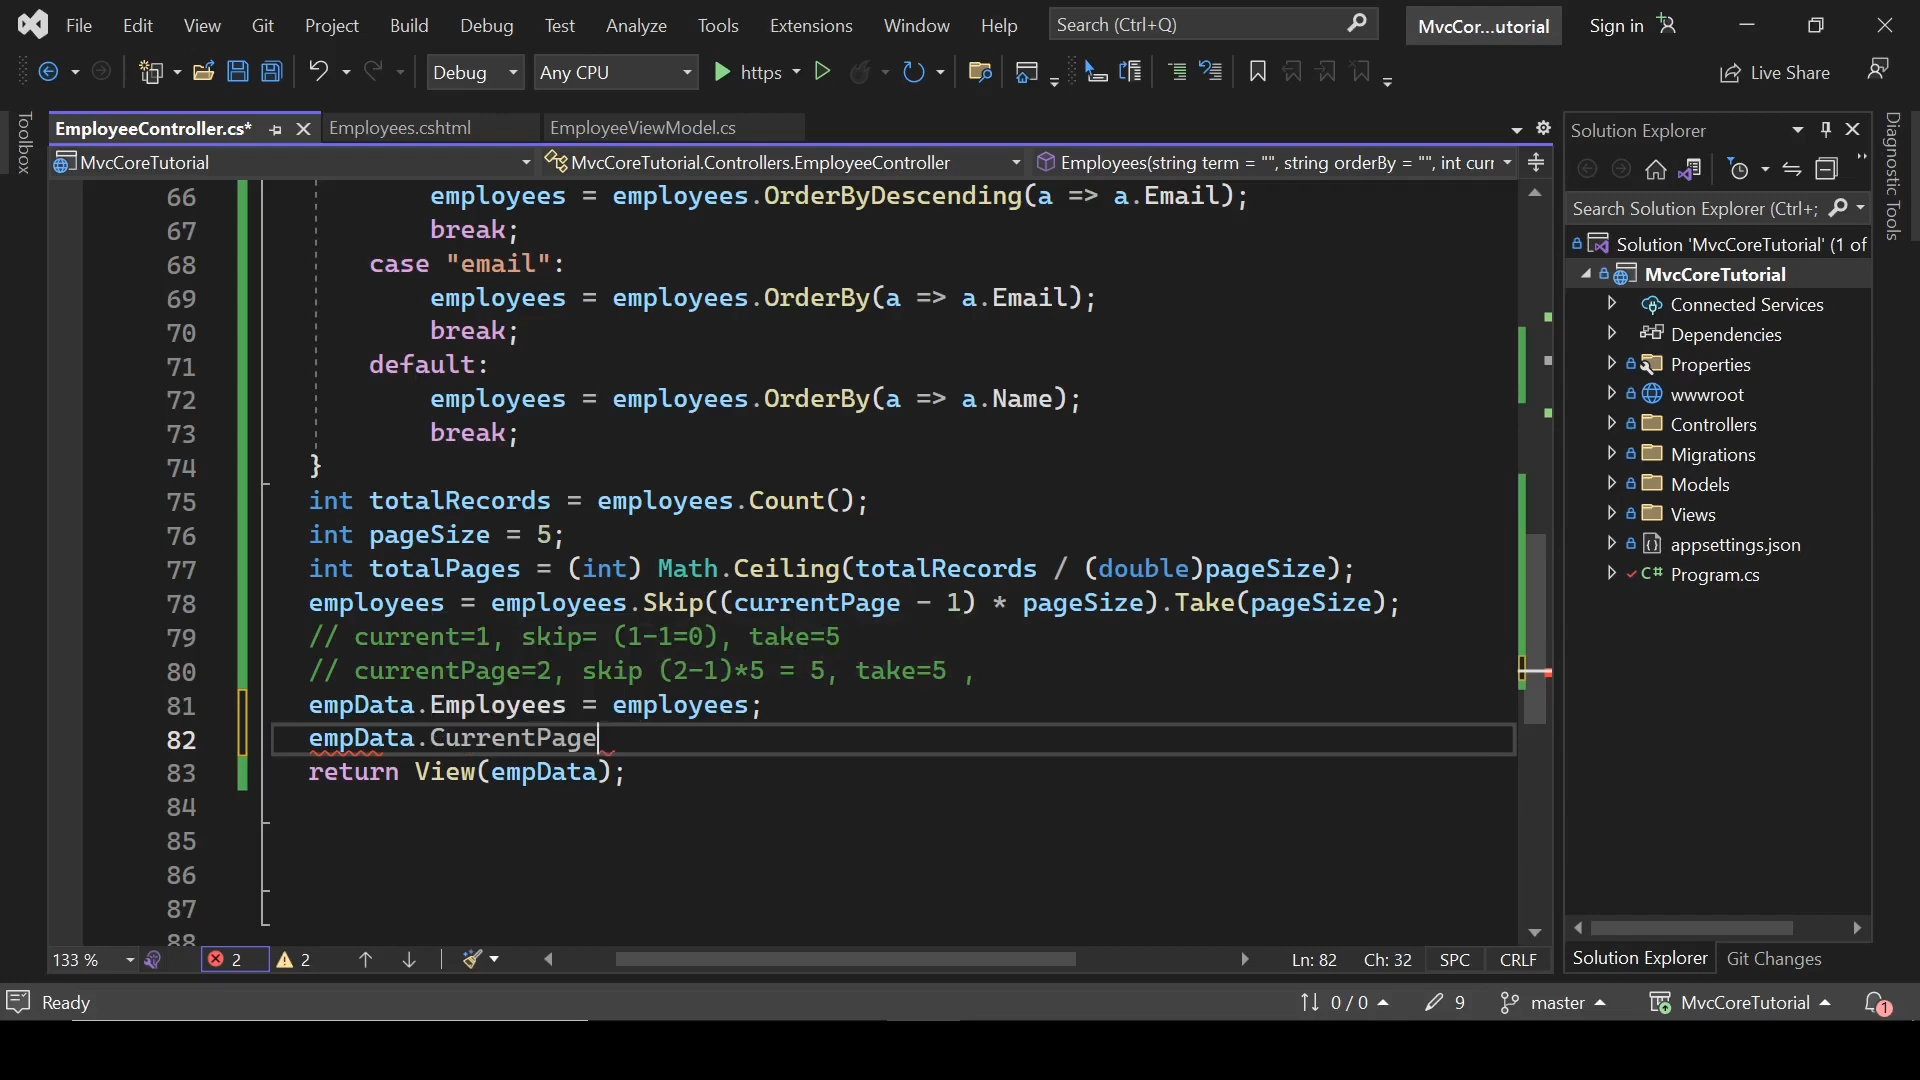 File Edit View Git Project Build Debug Test Analyze Tools Extensions Window Help Search (Ctrl+Q) MvcCor...utorial Sign in
Debug Any CPU https Live Share
Toolbox
EmployeeController.cs* Employees.cshtml EmployeeViewModel.cs
MvcCoreTutorial MvcCoreTutorial.Controllers.EmployeeController Employees(string term = "", string orderBy = "", int curr
66 employees = employees.OrderByDescending(a => a.Email);
67 break;
68 case "email":
69 employees = employees.OrderBy(a => a.Email);
70 break;
71 default:
72 employees = employees.OrderBy(a => a.Name);
73 break;
74 }
75 int totalRecords = employees.Count();
76 int pageSize = 5;
77 int totalPages = (int) Math.Ceiling(totalRecords / (double)pageSize);
78 employees = employees.Skip((currentPage - 1) * pageSize).Take(pageSize);
79 // current=1, skip= (1-1=0), take=5
80 // currentPage=2, skip (2-1)*5 = 5, take=5 ,
81 empData.Employees = employees;
82 empData.CurrentPage
83 return View(empData);
84
85
86
87
88
133 % 2 2 Ln: 82 Ch: 32 SPC CRLF
Solution Explorer
Search Solution Explorer (Ctrl+;
Solution 'MvcCoreTutorial' (1 of
MvcCoreTutorial
Connected Services
Dependencies
Properties
wwwroot
Controllers
Migrations
Models
Views
appsettings.json
C# Program.cs
Solution Explorer Git Changes
Diagnostic Tools
Ready 0 / 0 9 master MvcCoreTutorial 1